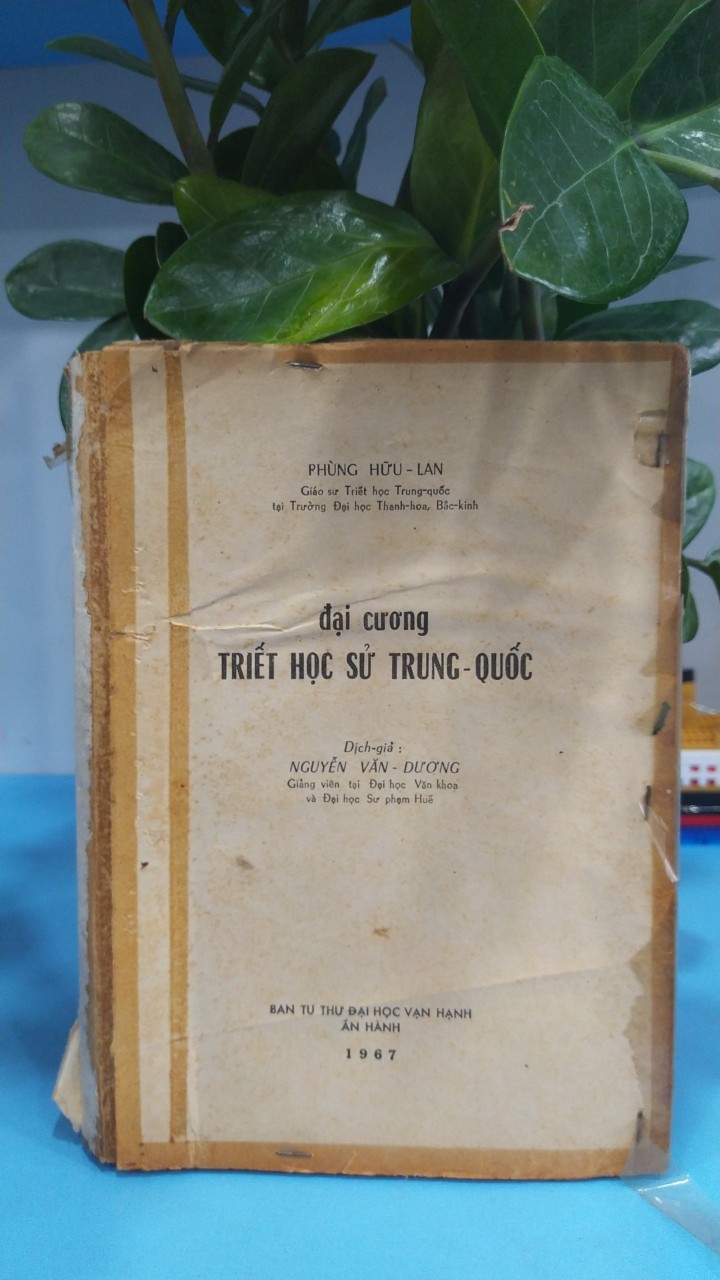 PHÙNG HỮU - LAN
Giáo sư Triết học Trung-quốc
tại Trường Đại học Thanh-hoa, Bắc-kinh
đại cương
TRIẾT HỌC SỬ TRUNG-QUỐC
Dịch-giả :
NGUYỄN VĂN - DƯƠNG
Giảng viên tại Đại học Văn khoa
và Đại học Sư phạm Huế
BAN TU THƯ ĐẠI HỌC VẠN HẠNH
ẤN HÀNH
1967